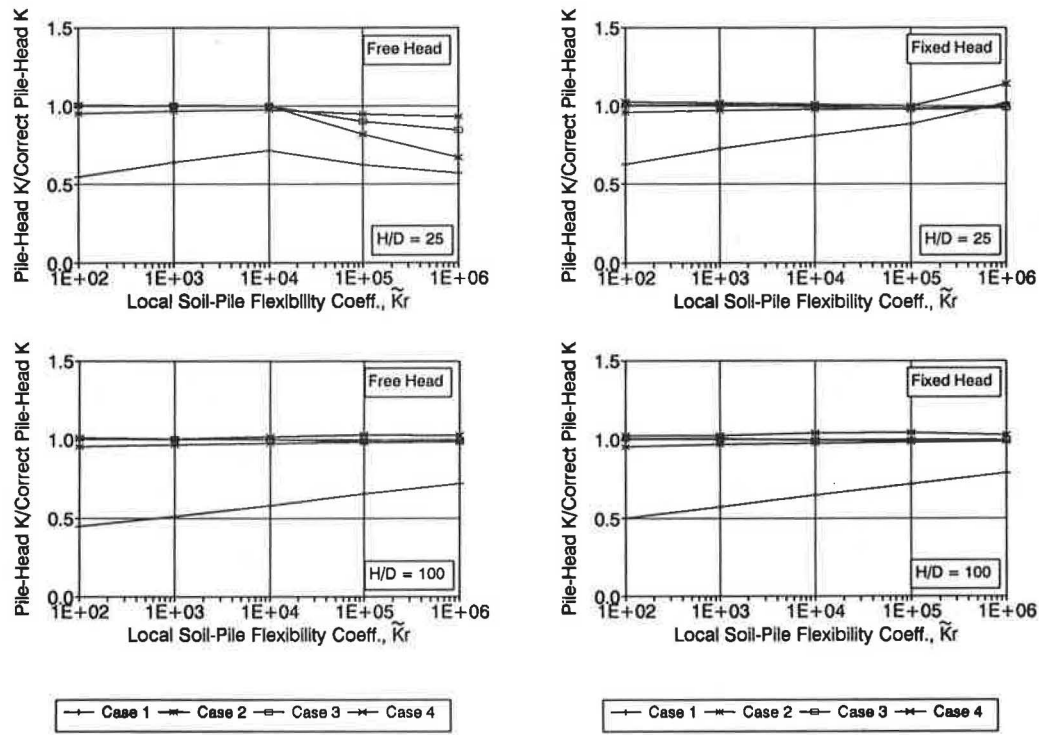 Pile-Head K/Correct Pile-Head K
1.5
1.0
0.5
0.0
Free Head
H/D = 25
1E+02 1E+03 1E+04 1E+05 1E+06
Local Soil-Pile Flexibility Coeff., K̃r
Pile-Head K/Correct Pile-Head K
1.5
1.0
0.5
0.0
Fixed Head
H/D = 25
1E+02 1E+03 1E+04 1E+05 1E+06
Local Soil-Pile Flexibility Coeff., K̃r
Pile-Head K/Correct Pile-Head K
1.5
1.0
0.5
0.0
Free Head
H/D = 100
1E+02 1E+03 1E+04 1E+05 1E+06
Local Soil-Pile Flexibility Coeff., K̃r
Pile-Head K/Correct Pile-Head K
1.5
1.0
0.5
0.0
Fixed Head
H/D = 100
1E+02 1E+03 1E+04 1E+05 1E+06
Local Soil-Pile Flexibility Coeff., K̃r
Case 1 Case 2 Case 3 Case 4
Case 1 Case 2 Case 3 Case 4